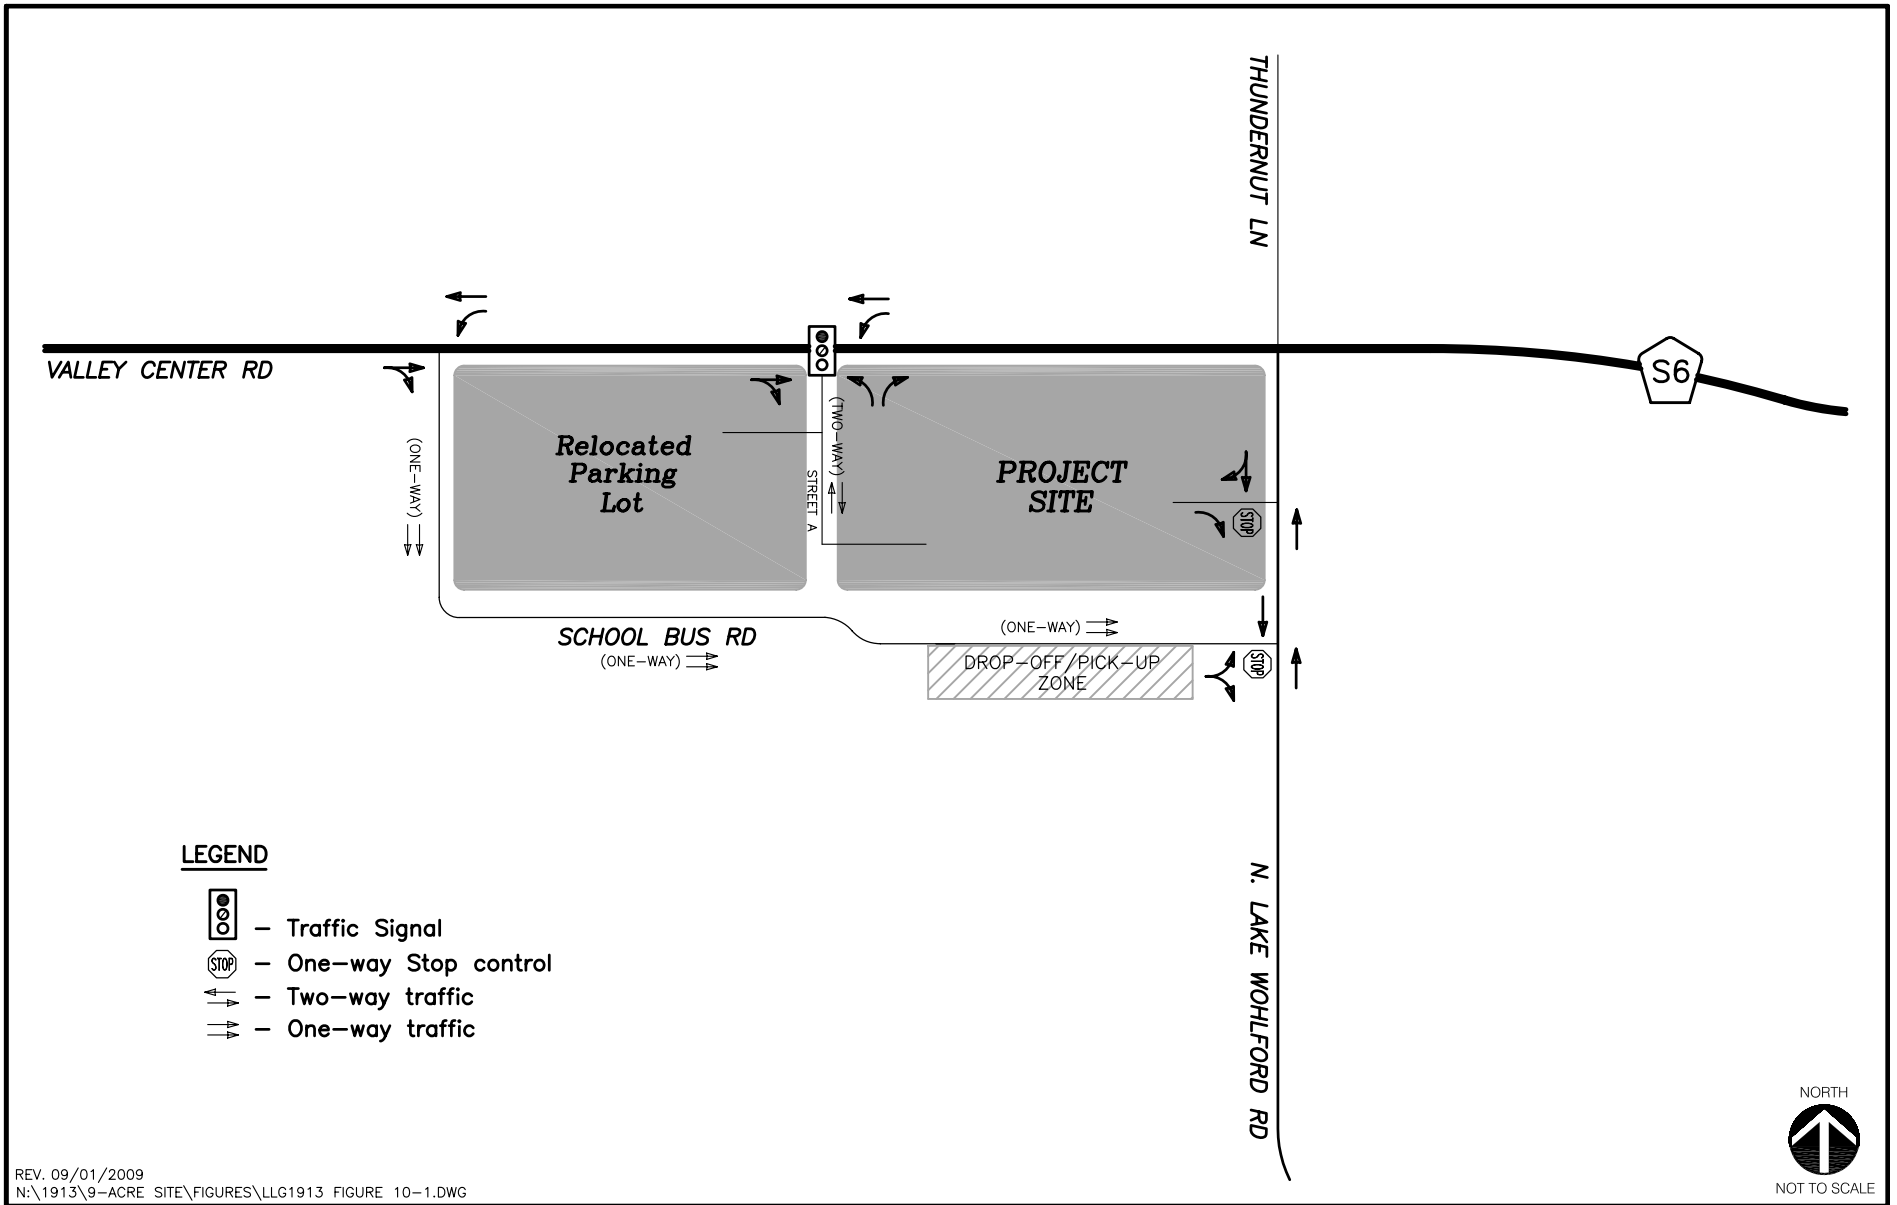 THUNDERNUT LN
VALLEY CENTER RD
S6
(ONE-WAY)
Relocated
Parking
Lot
(TWO-WAY)
STREET A
PROJECT
SITE
STOP
SCHOOL BUS RD
(ONE-WAY)
(ONE-WAY)
DROP-OFF/PICK-UP
ZONE
STOP
N. LAKE WOHLFORD RD
LEGEND
- Traffic Signal
STOP - One-way Stop control
- Two-way traffic
- One-way traffic
NORTH
NOT TO SCALE
REV. 09/01/2009
N:\1913\9-ACRE SITE\FIGURES\LLG1913 FIGURE 10-1.DWG